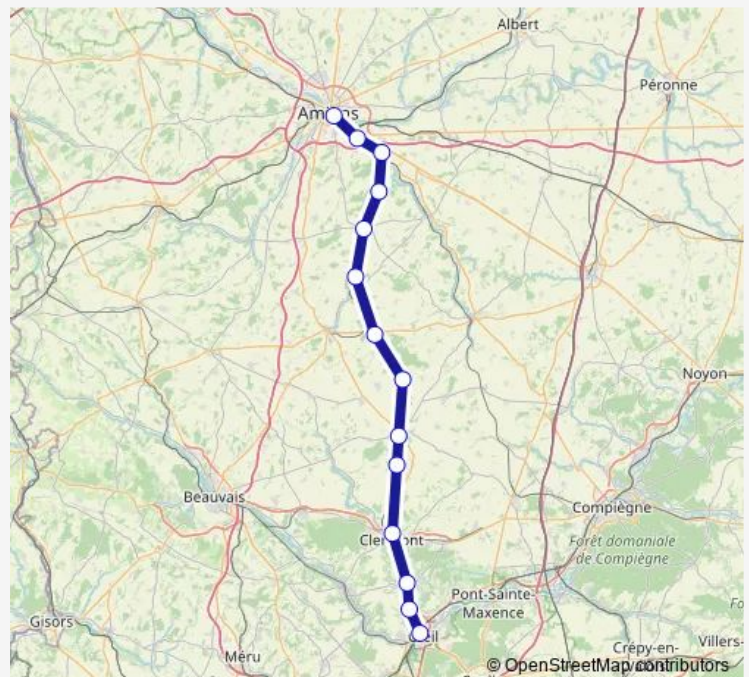 Albert
Péronne
Amiens
Noyon
Beauvais
Compiègne
Clermont
Forêt domaniale
de Compiègne
Pont-Sainte-
Maxence
Gisors
Creil
Crépy-en-
Villers-
Méru
© OpenStreetMap contributors